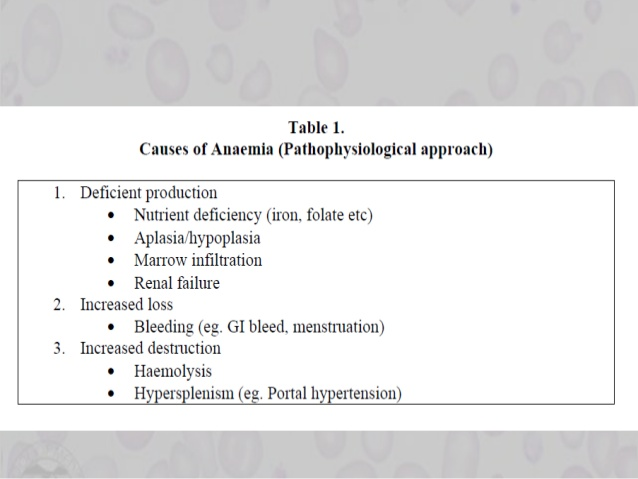 Table 1.
Causes of Anaemia (Pathophysiological approach)
1. Deficient production
• Nutrient deficiency (iron, folate etc)
• Aplasia/hypoplasia
• Marrow infiltration
• Renal failure
2. Increased loss
• Bleeding (eg. GI bleed, menstruation)
3. Increased destruction
• Haemolysis
• Hypersplenism (eg. Portal hypertension)